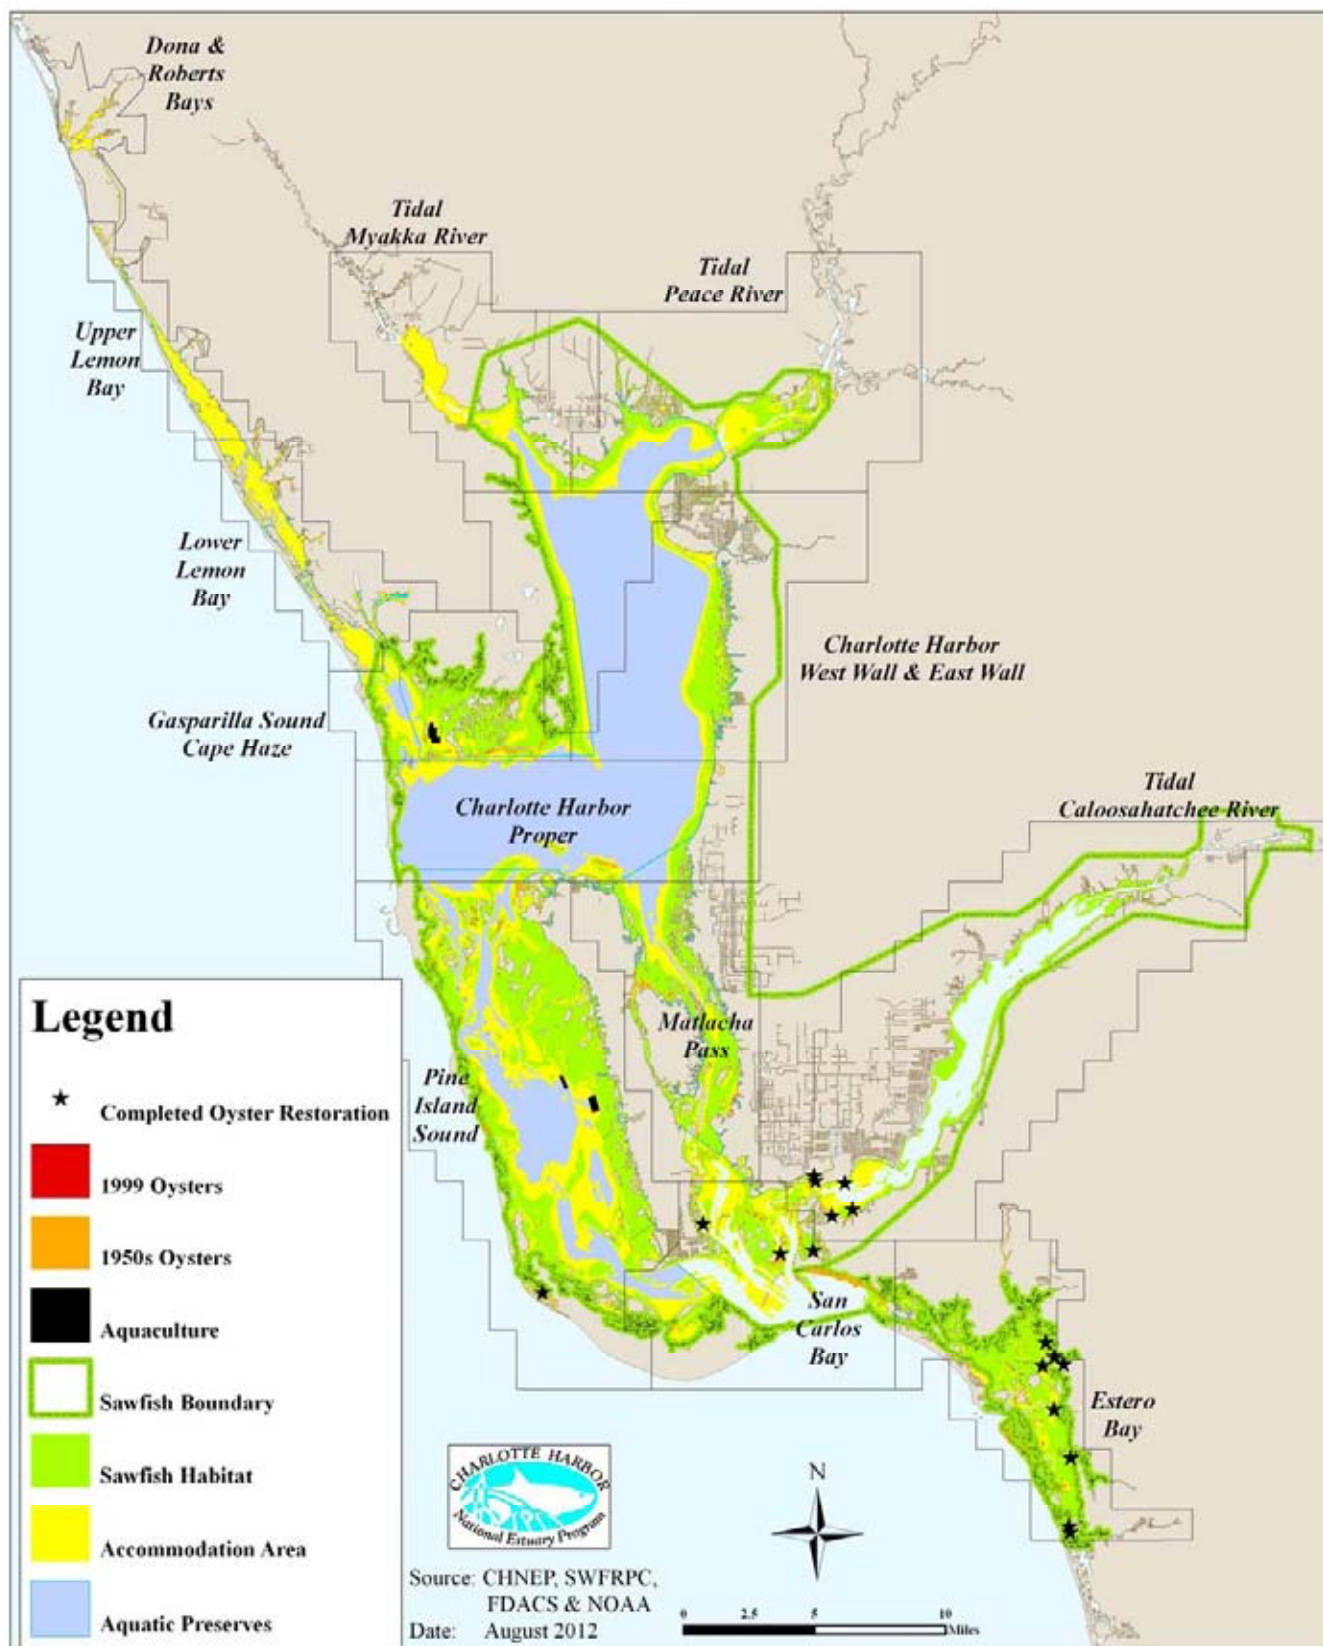 Dona &
Roberts
Bays
Tidal
Myakka River
Tidal
Peace River
Upper
Lemon
Bay
Lower
Lemon
Bay
Charlotte Harbor
West Wall & East Wall
Gasparilla Sound
Cape Haze
Charlotte Harbor
Proper
Tidal
Caloosahatchee River
Matlacha
Pass
Pine
Island
Sound
San
Carlos
Bay
Estero
Bay
Legend
Completed Oyster Restoration
1999 Oysters
1950s Oysters
Aquaculture
Sawfish Boundary
Sawfish Habitat
Accommodation Area
Aquatic Preserves
CHARLOTTE HARBOR
National Estuary Program
N
Source: CHNEP, SWFRPC,
FDACS & NOAA
Date: August 2012
0 2.5 5 10
Miles